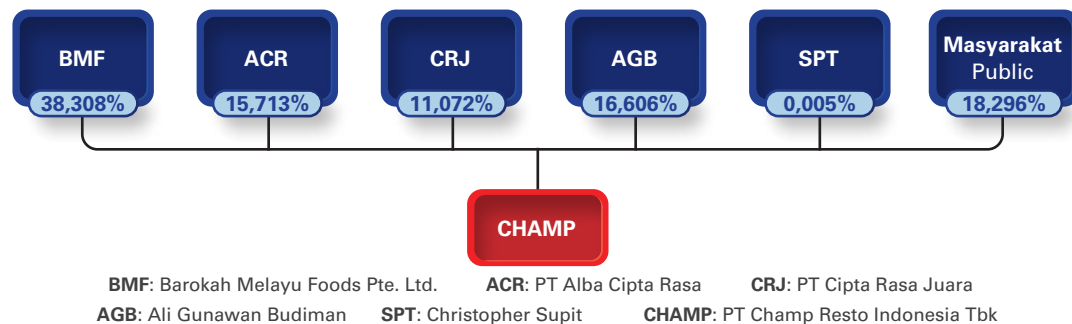 BMF
38,308%
ACR
15,713%
CRJ
11,072%
AGB
16,606%
SPT
0,005%
Masyarakat
Public
18,296%
CHAMP
BMF: Barokah Melayu Foods Pte. Ltd. ACR: PT Alba Cipta Rasa CRJ: PT Cipta Rasa Juara
AGB: Ali Gunawan Budiman SPT: Christopher Supit CHAMP: PT Champ Resto Indonesia Tbk